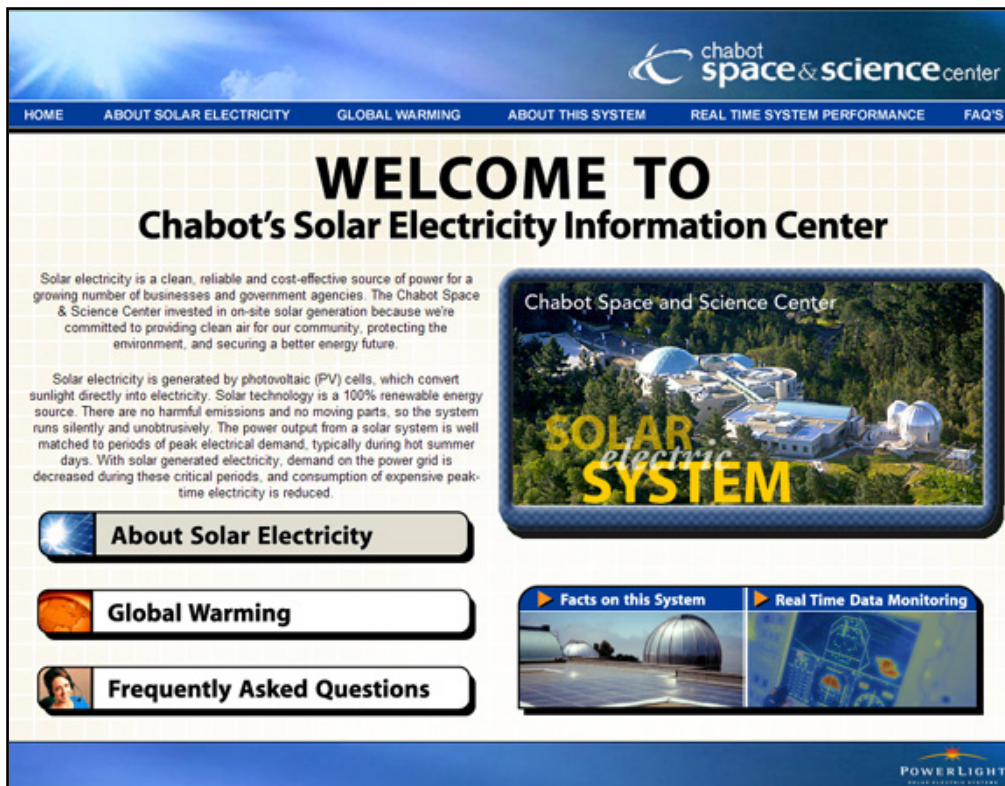 chabot
space & science center
HOME ABOUT SOLAR ELECTRICITY GLOBAL WARMING ABOUT THIS SYSTEM REAL TIME SYSTEM PERFORMANCE FAQ'S
WELCOME TO
Chabot's Solar Electricity Information Center
Solar electricity is a clean, reliable and cost-effective source of power for a
growing number of businesses and government agencies. The Chabot Space
& Science Center invested in on-site solar generation because we're
committed to providing clean air for our community, protecting the
environment, and securing a better energy future.
Solar electricity is generated by photovoltaic (PV) cells, which convert
sunlight directly into electricity. Solar technology is a 100% renewable energy
source. There are no harmful emissions and no moving parts, so the system
runs silently and unobtrusively. The power output from a solar system is well
matched to periods of peak electrical demand, typically during hot summer
days. With solar generated electricity, demand on the power grid is
decreased during these critical periods, and consumption of expensive peak-
time electricity is reduced.
About Solar Electricity
Global Warming
Frequently Asked Questions
Chabot Space and Science Center
SOLAR
electric
SYSTEM
Facts on this System
Real Time Data Monitoring
POWERLIGHT
SOLAR ELECTRIC SYSTEMS